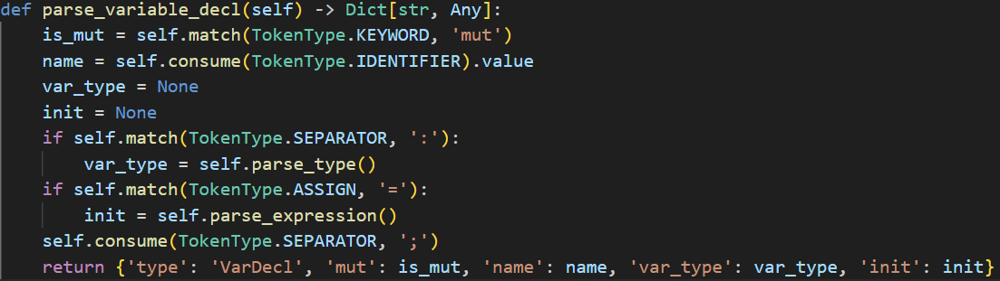 def parse_variable_decl(self) -> Dict[str, Any]:
    is_mut = self.match(TokenType.KEYWORD, 'mut')
    name = self.consume(TokenType.IDENTIFIER).value
    var_type = None
    init = None
    if self.match(TokenType.SEPARATOR, ':'):
        var_type = self.parse_type()
    if self.match(TokenType.ASSIGN, '='):
        init = self.parse_expression()
    self.consume(TokenType.SEPARATOR, ';')
    return {'type': 'VarDecl', 'mut': is_mut, 'name': name, 'var_type': var_type, 'init': init}